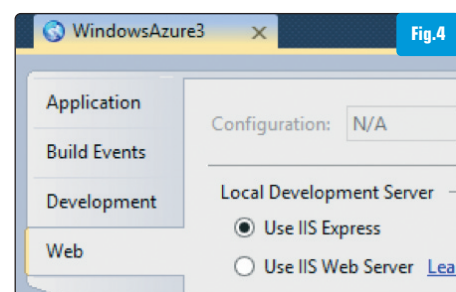 WindowsAzure3
Fig.4
Application
Configuration: N/A
Build Events
Local Development Server
Development
Use IIS Express
Web
Use IIS Web Server Lea